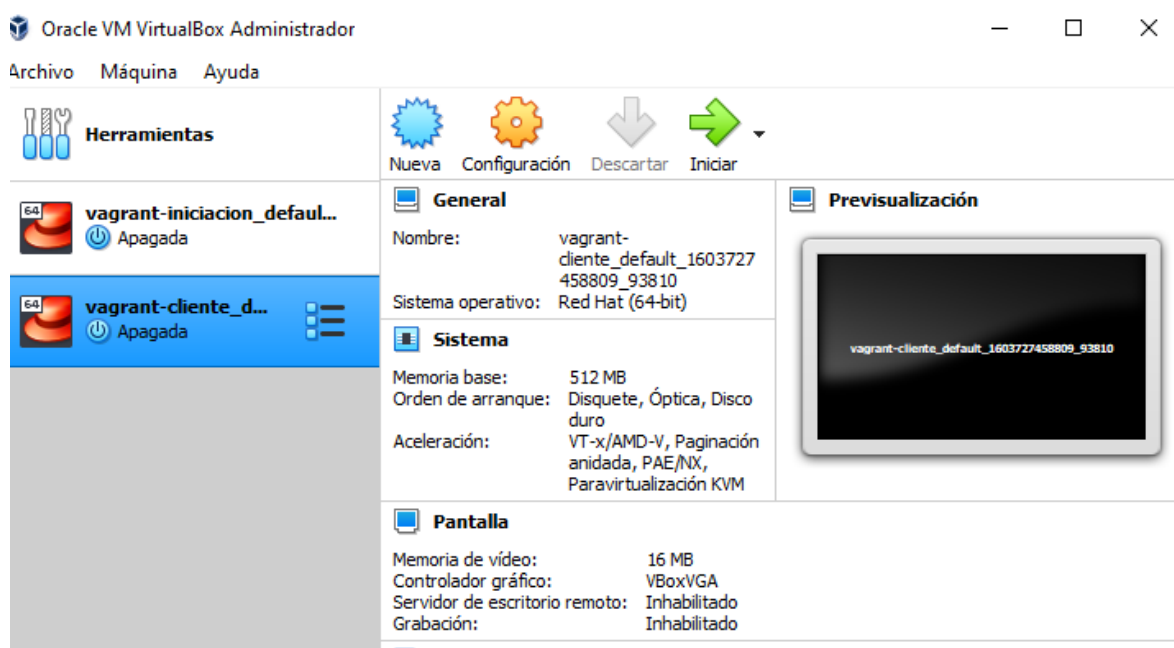 Oracle VM VirtualBox Administrador
Archivo Máquina Ayuda
Herramientas
64
vagrant-iniciacion_defaul...
Apagada
64
vagrant-cliente_d...
Apagada
Nueva Configuración Descartar Iniciar
General
Nombre: vagrant-
cliente_default_1603727
458809_93810
Sistema operativo: Red Hat (64-bit)
Sistema
Memoria base: 512 MB
Orden de arranque: Disquete, Óptica, Disco
duro
Aceleración: VT-x/AMD-V, Paginación
anidada, PAE/NX,
Paravirtualización KVM
Previsualización
vagrant-cliente_default_1603727458809_93810
Pantalla
Memoria de vídeo: 16 MB
Controlador gráfico: VBoxVGA
Servidor de escritorio remoto: Inhabilitado
Grabación: Inhabilitado